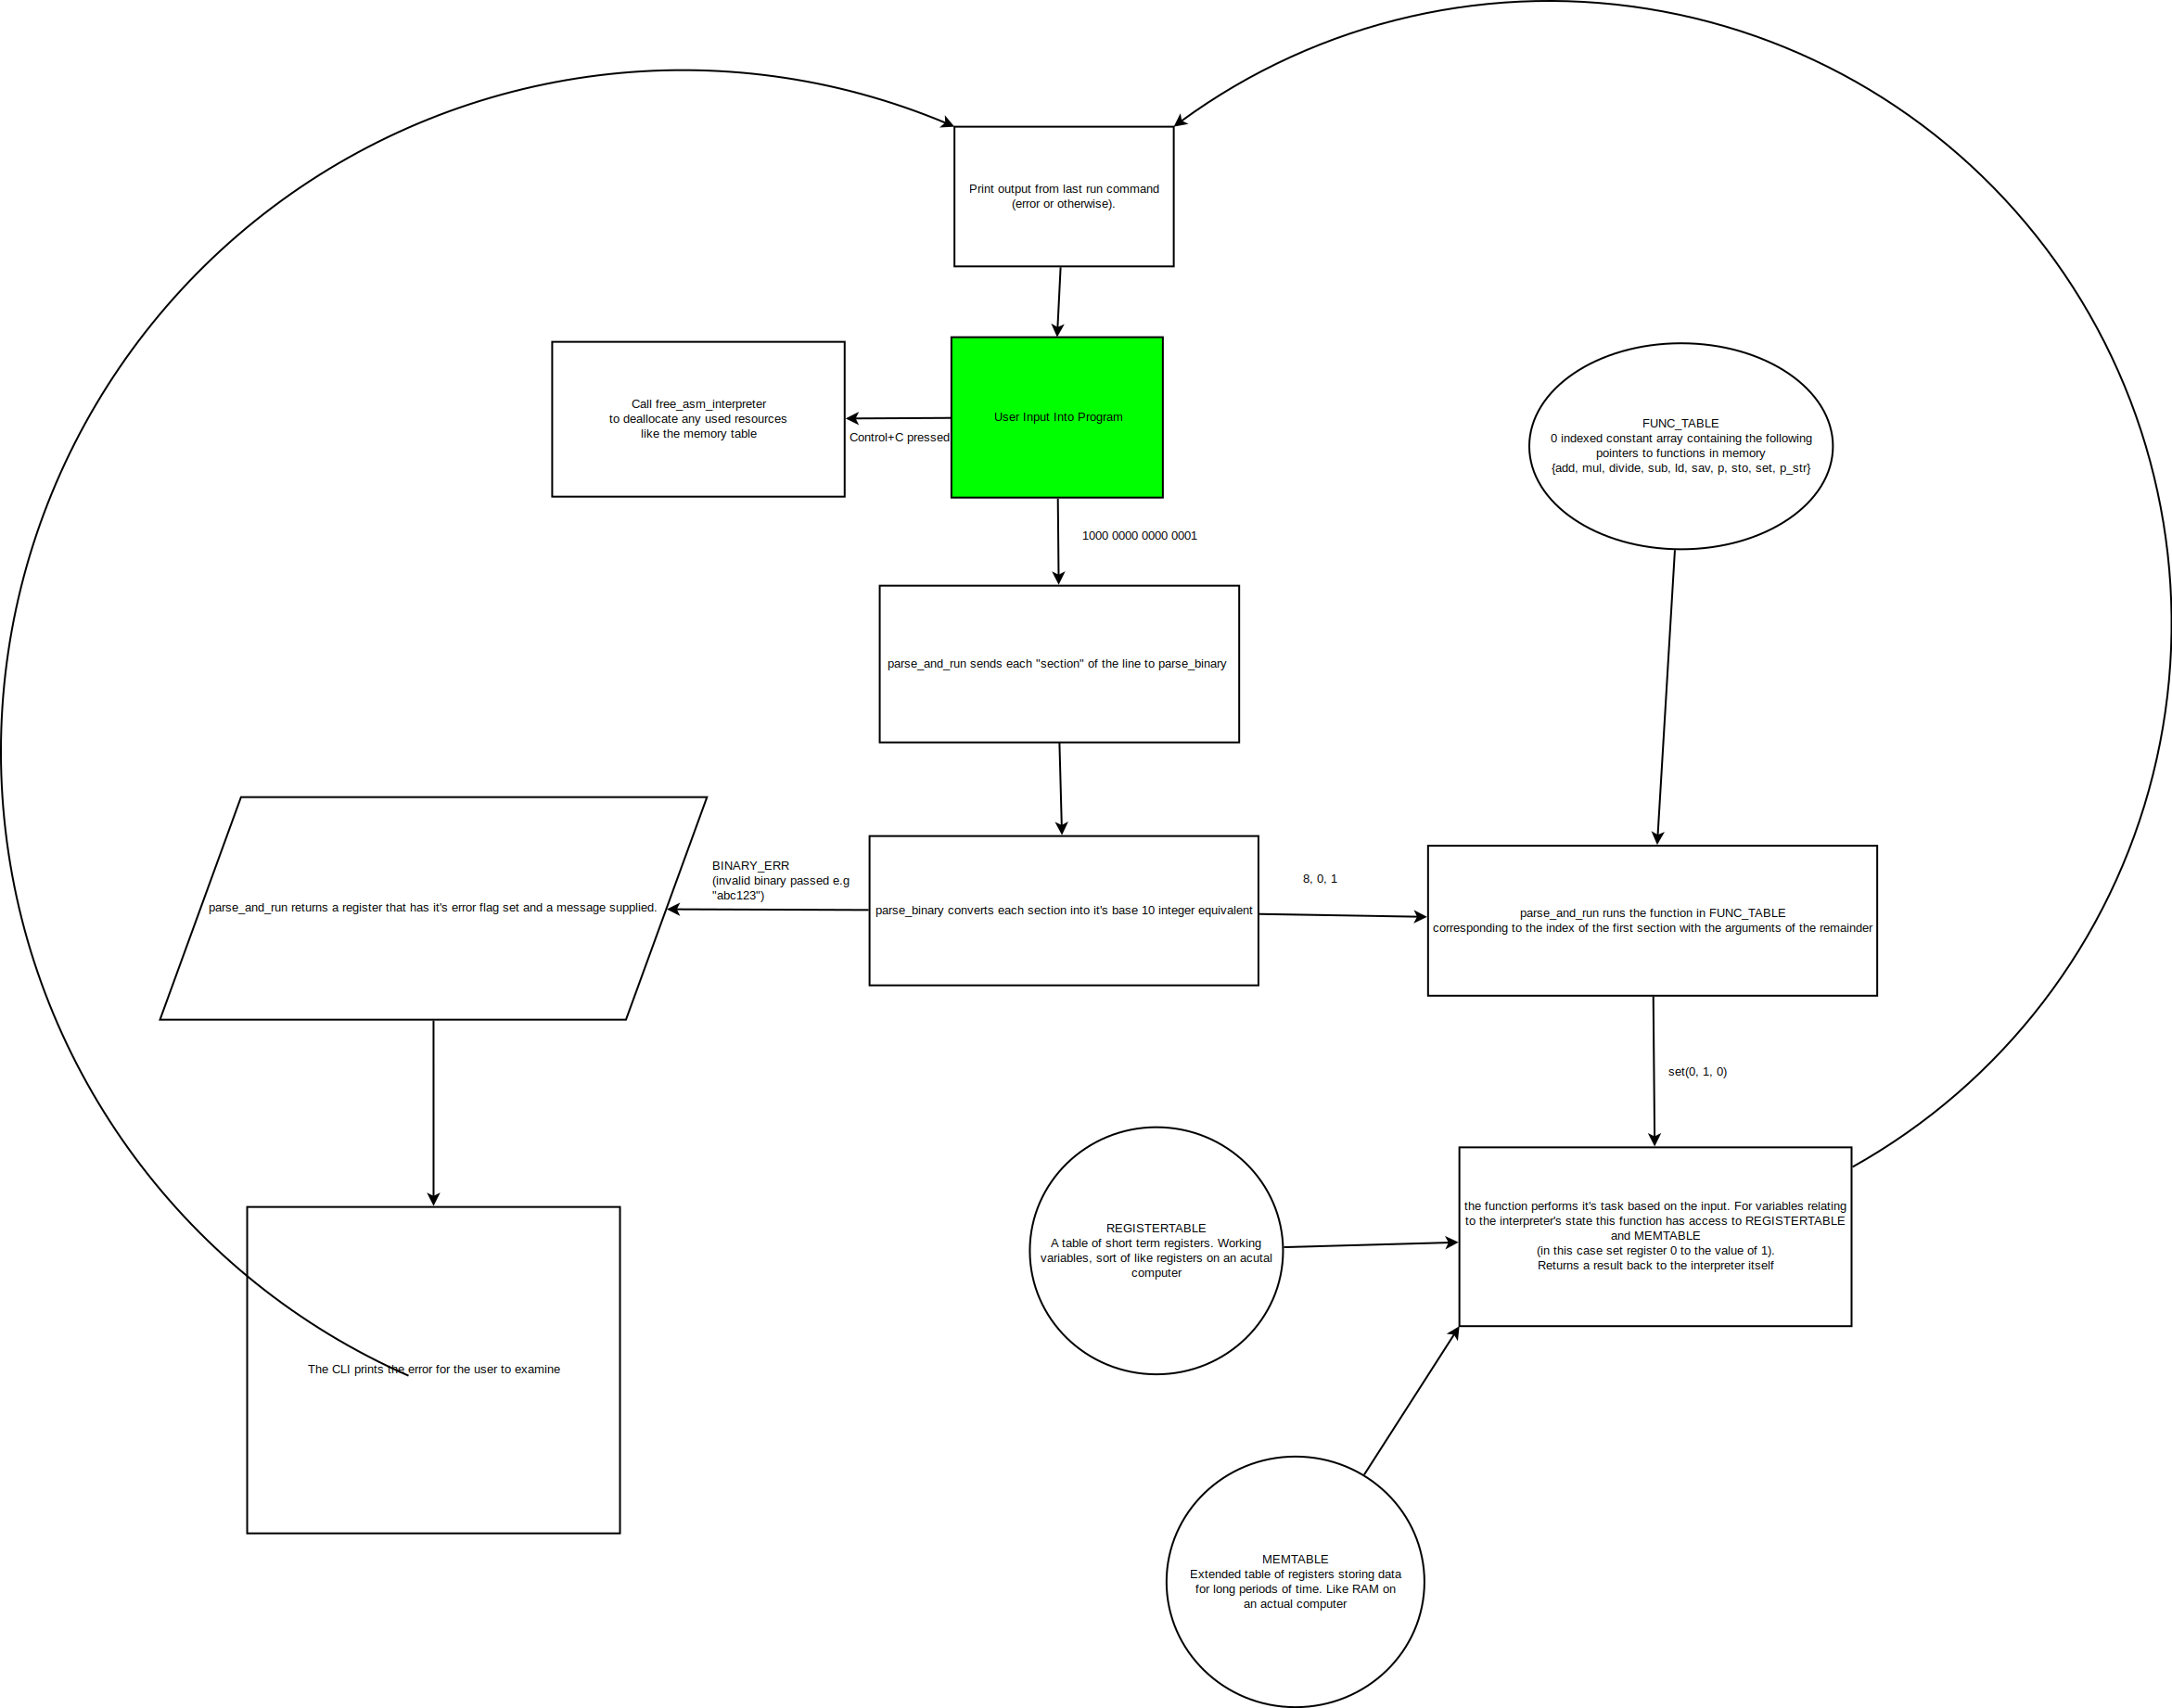 Print output from last run command
(error or otherwise).
Call free_asm_interpreter
to deallocate any used resources
like the memory table
Control+C pressed
User Input Into Program
FUNC_TABLE
0 indexed constant array containing the following
pointers to functions in memory
{add, mul, divide, sub, ld, sav, p, sto, set, p_str}
1000 0000 0000 0001
parse_and_run sends each "section" of the line to parse_binary
BINARY_ERR
(invalid binary passed e.g
"abc123")
8, 0, 1
parse_and_run returns a register that has it's error flag set and a message supplied.
parse_binary converts each section into it's base 10 integer equivalent
parse_and_run runs the function in FUNC_TABLE
corresponding to the index of the first section with the arguments of the remainder
set(0, 1, 0)
REGISTERTABLE
A table of short term registers. Working
variables, sort of like registers on an acutal
computer
the function performs it's task based on the input. For variables relating
to the interpreter's state this function has access to REGISTERTABLE
and MEMTABLE
(in this case set register 0 to the value of 1).
Returns a result back to the interpreter itself
The CLI prints the error for the user to examine
MEMTABLE
Extended table of registers storing data
for long periods of time. Like RAM on
an actual computer